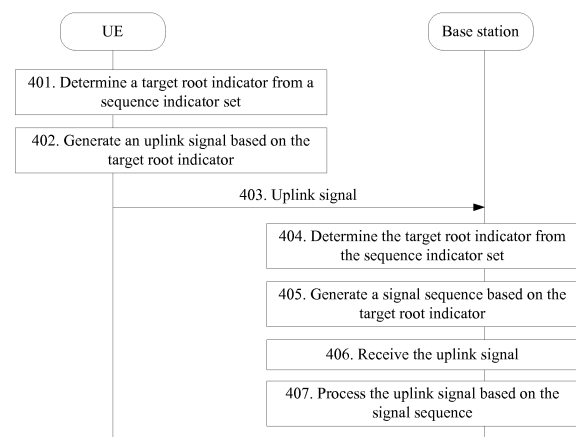 UE
Base station
401. Determine a target root indicator from a
sequence indicator set
402. Generate an uplink signal based on the
target root indicator
403. Uplink signal
404. Determine the target root indicator from
the sequence indicator set
405. Generate a signal sequence based on the
target root indicator
406. Receive the uplink signal
407. Process the uplink signal based on the
signal sequence